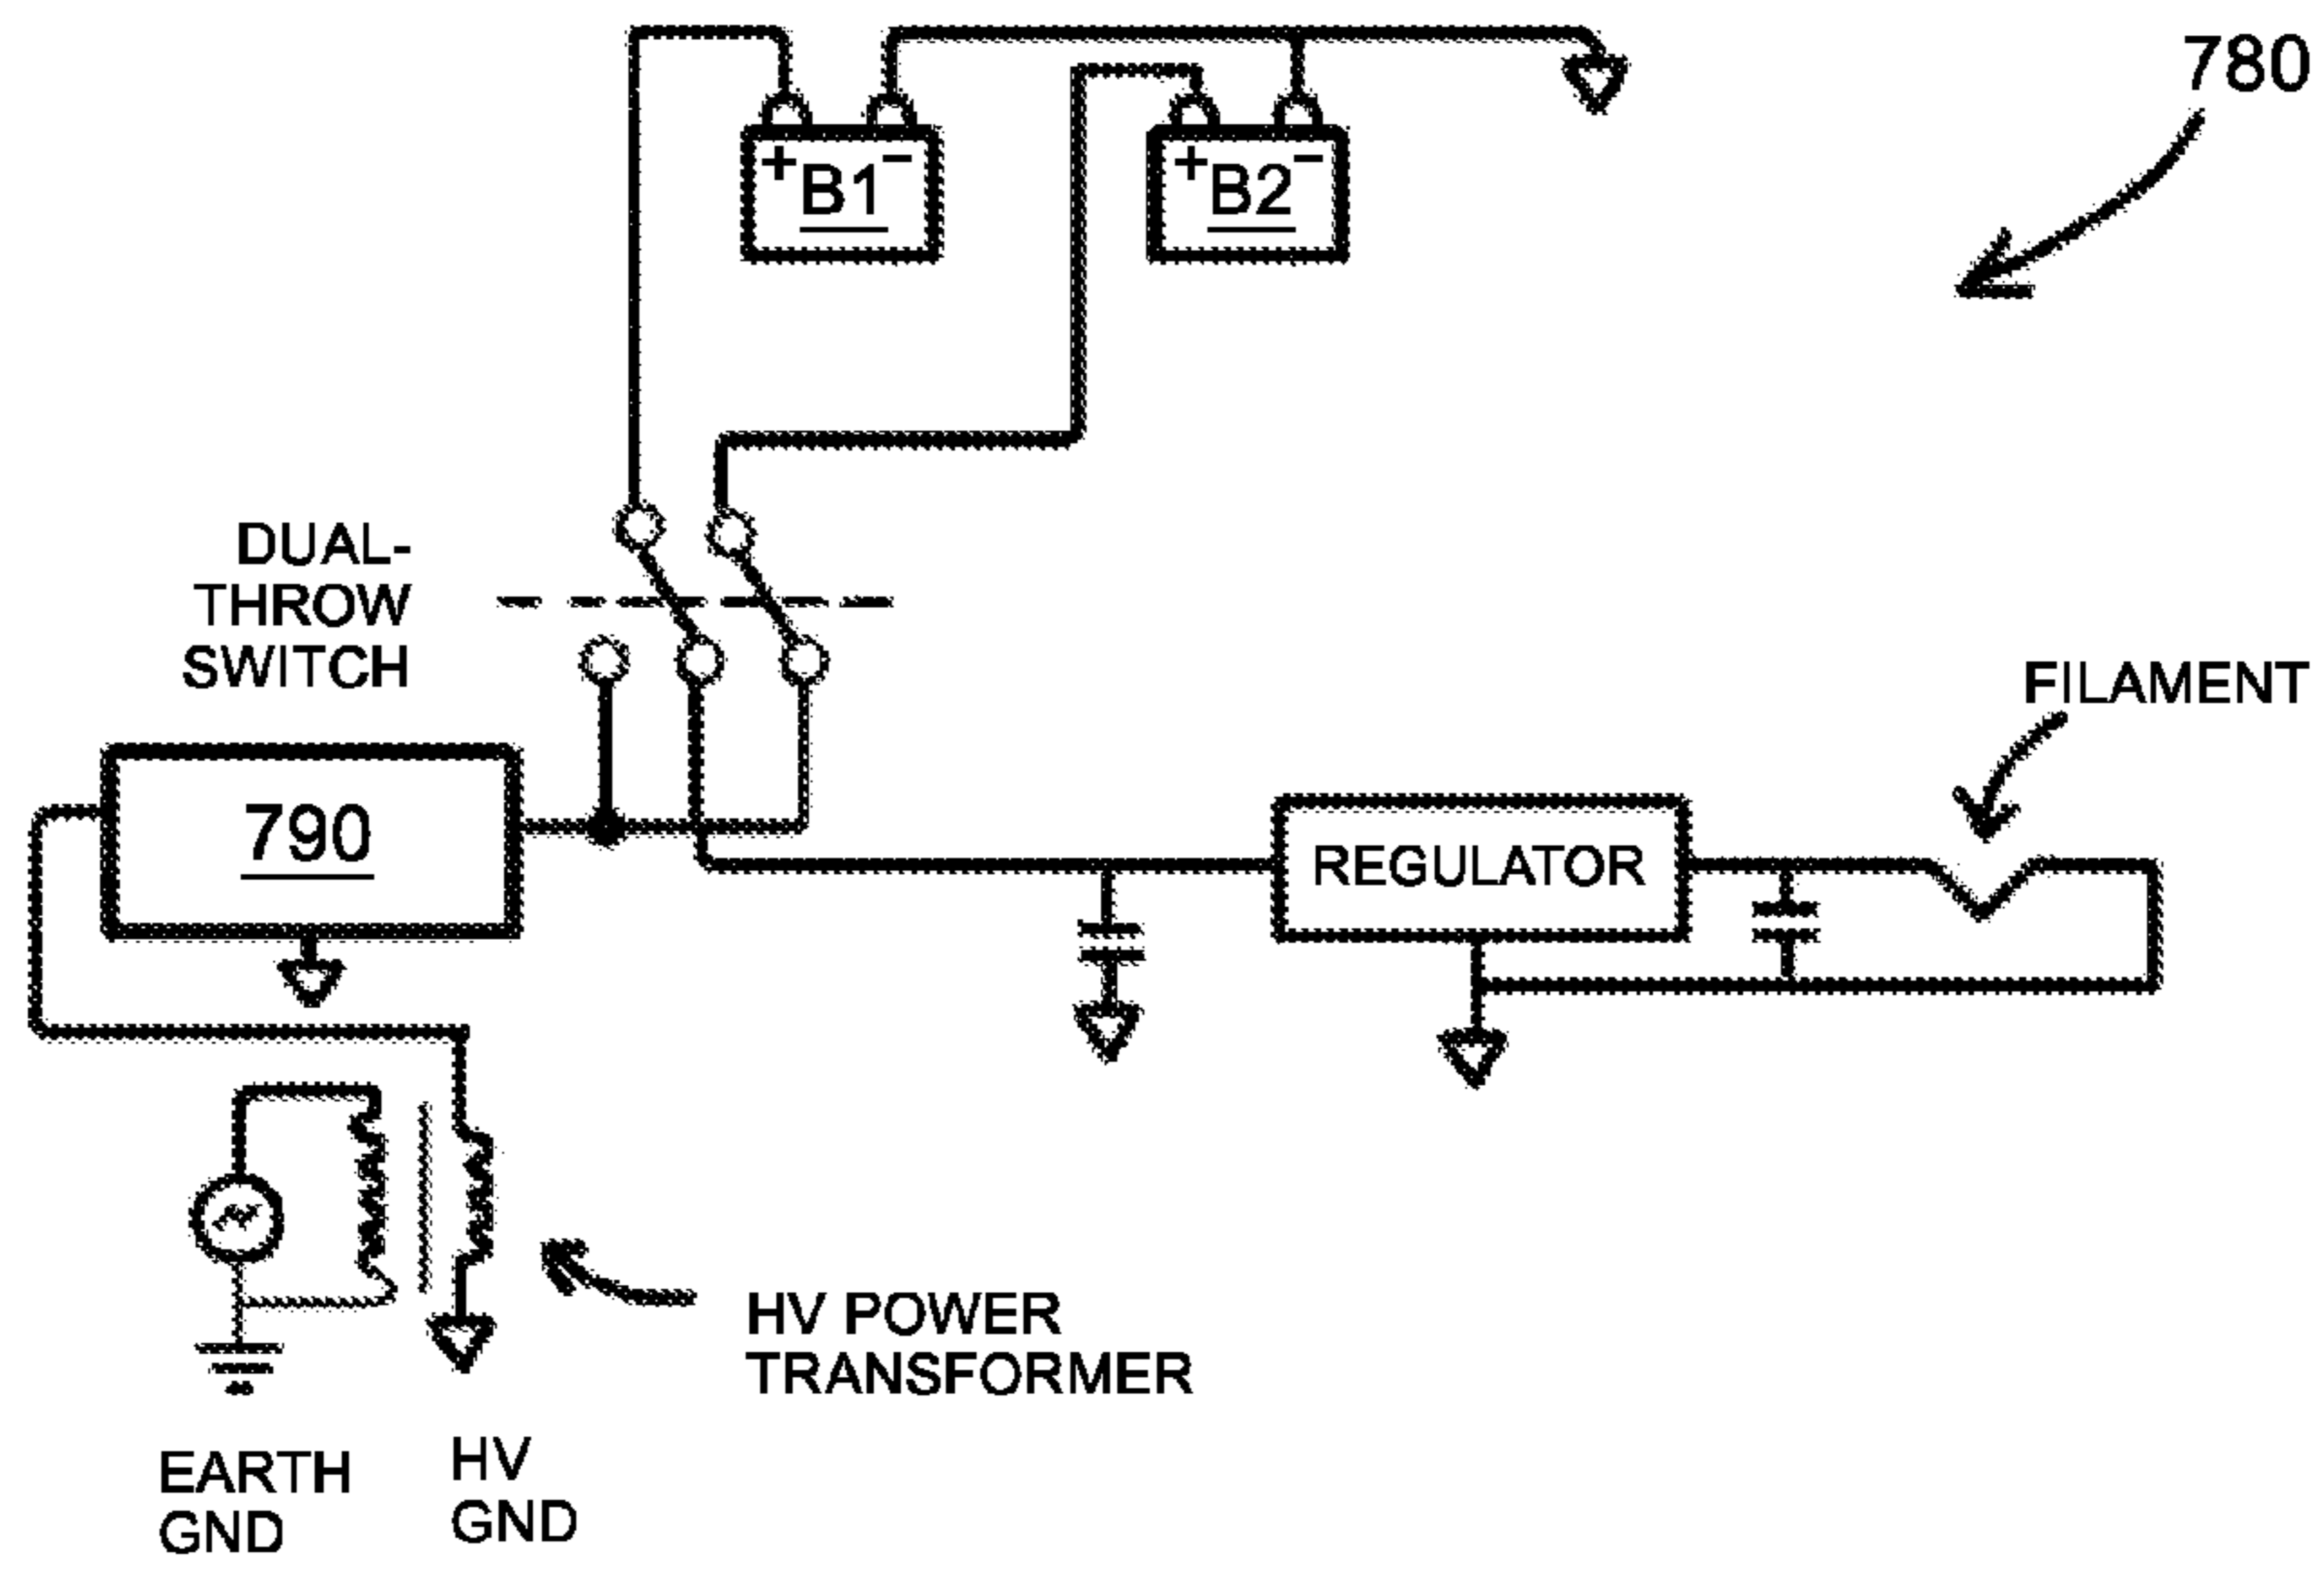 780
+ B1 −
+ B2 −
DUAL-
THROW
SWITCH
FILAMENT
790
REGULATOR
HV POWER
TRANSFORMER
EARTH
GND
HV
GND